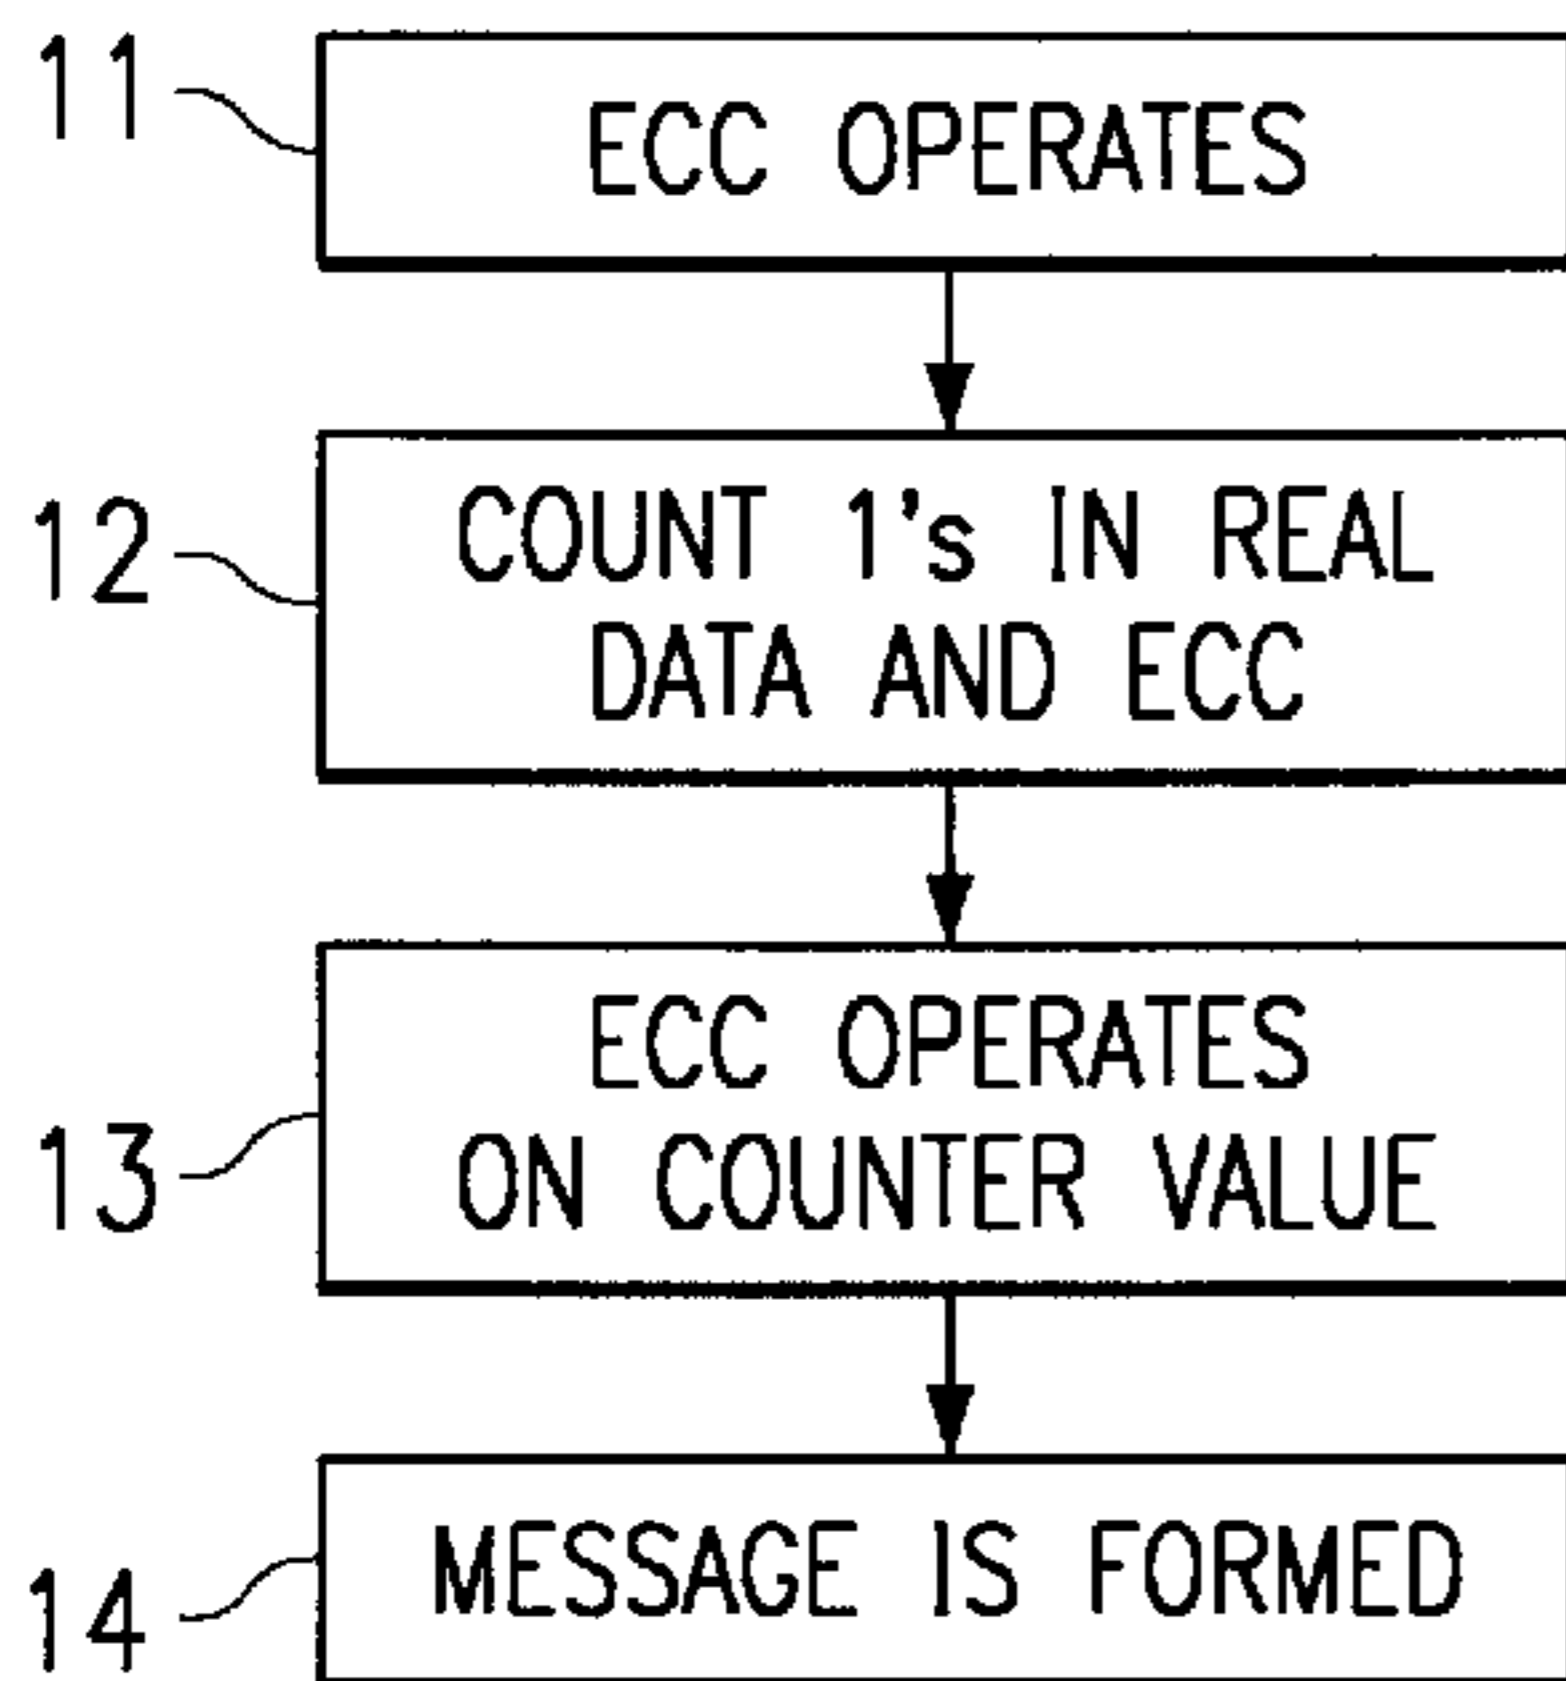 11
ECC OPERATES
12
COUNT 1's IN REAL
DATA AND ECC
13
ECC OPERATES
ON COUNTER VALUE
14
MESSAGE IS FORMED